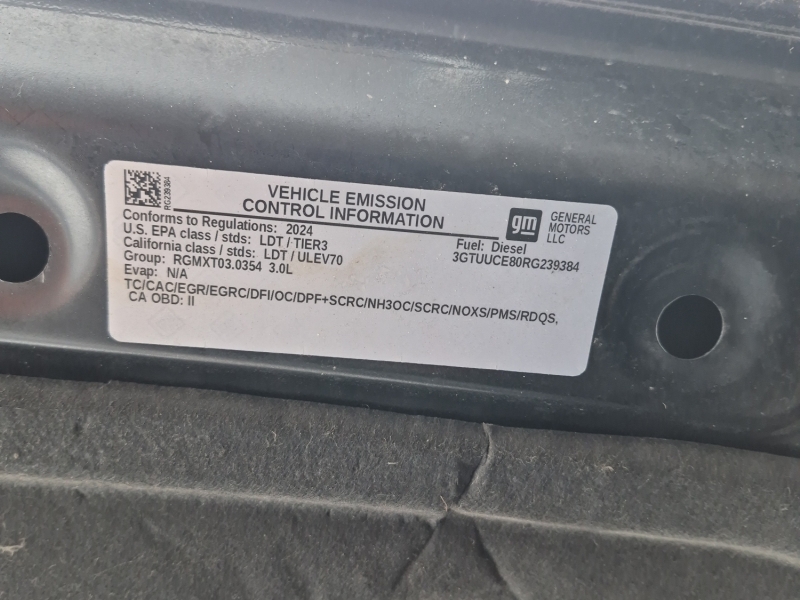 RG239384
VEHICLE EMISSION
CONTROL INFORMATION
gm
GENERAL
MOTORS
LLC
Conforms to Regulations: 2024
U.S. EPA class / stds: LDT / TIER3
California class / stds: LDT / ULEV70
Group: RGMXT03.0354 3.0L
Evap: N/A
Fuel: Diesel
3GTUUCE80RG239384
TC/CAC/EGR/EGRC/DFI/OC/DPF+SCRC/NH3OC/SCRC/NOXS/PMS/RDQS,
CA OBD: II